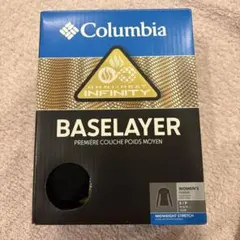 Columbia
OMNI-HEAT
INFINITY
BASELAYER
PREMIÈRE COUCHE POIDS MOYEN
WOMEN'S
MIDWEIGHT STRETCH